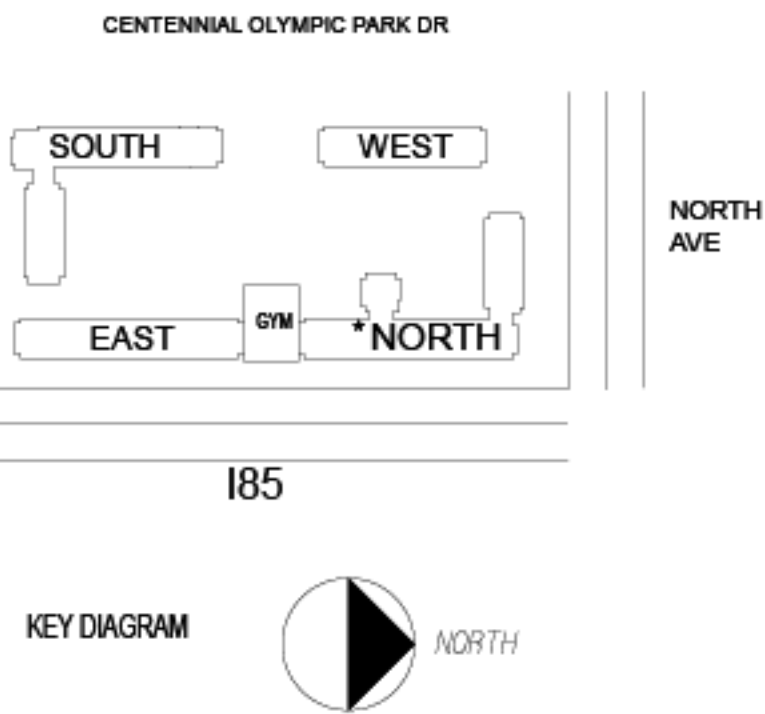 CENTENNIAL OLYMPIC PARK DR
SOUTH
WEST
NORTH
AVE
GYM
EAST
*NORTH
I85
KEY DIAGRAM
NORTH